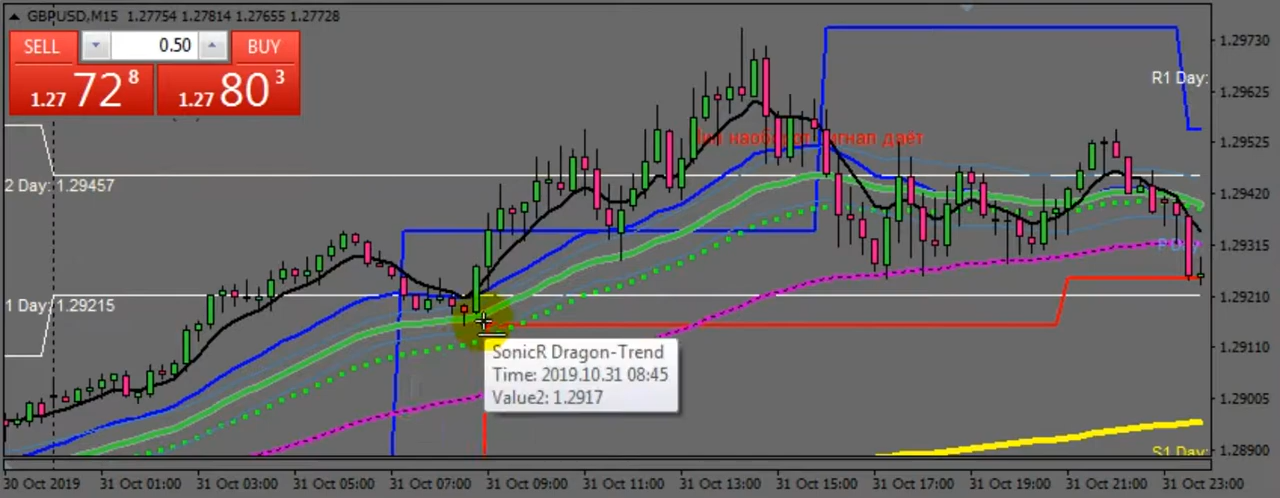 GBPUSD,M15 1.27754 1.27814 1.27655 1.27728
SELL 0.50 BUY
1.27 72 8 1.27 80 3
1.29730
R1 Day:
1.29625
наоборот сигнал даёт
1.29525
2 Day: 1.29457
1.29420
1.29315
1 Day: 1.29215
1.29210
SonicR Dragon-Trend
Time: 2019.10.31 08:45
Value2: 1.2917
1.29110
1.29005
S1 Day:
1.28900
30 Oct 2019 31 Oct 01:00 31 Oct 03:00 31 Oct 05:00 31 Oct 07:00 31 Oct 09:00 31 Oct 11:00 31 Oct 13:00 31 Oct 15:00 31 Oct 17:00 31 Oct 19:00 31 Oct 21:00 31 Oct 23:00